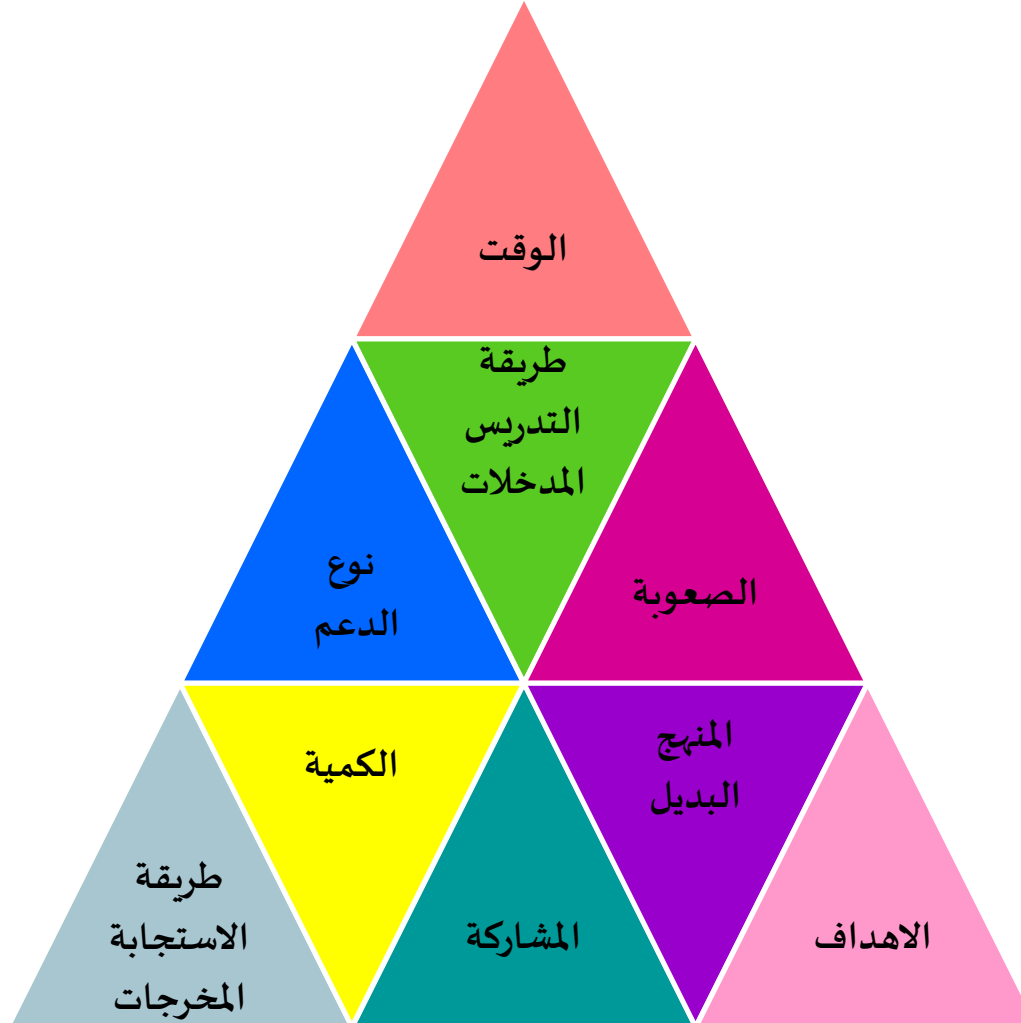 الوقت
طريقة
التدريس
المدخلات
نوع
الدعم
الصعوبة
المنهج
البديل
الكمية
طريقة
الاستجابة
المخرجات
المشاركة
الاهداف